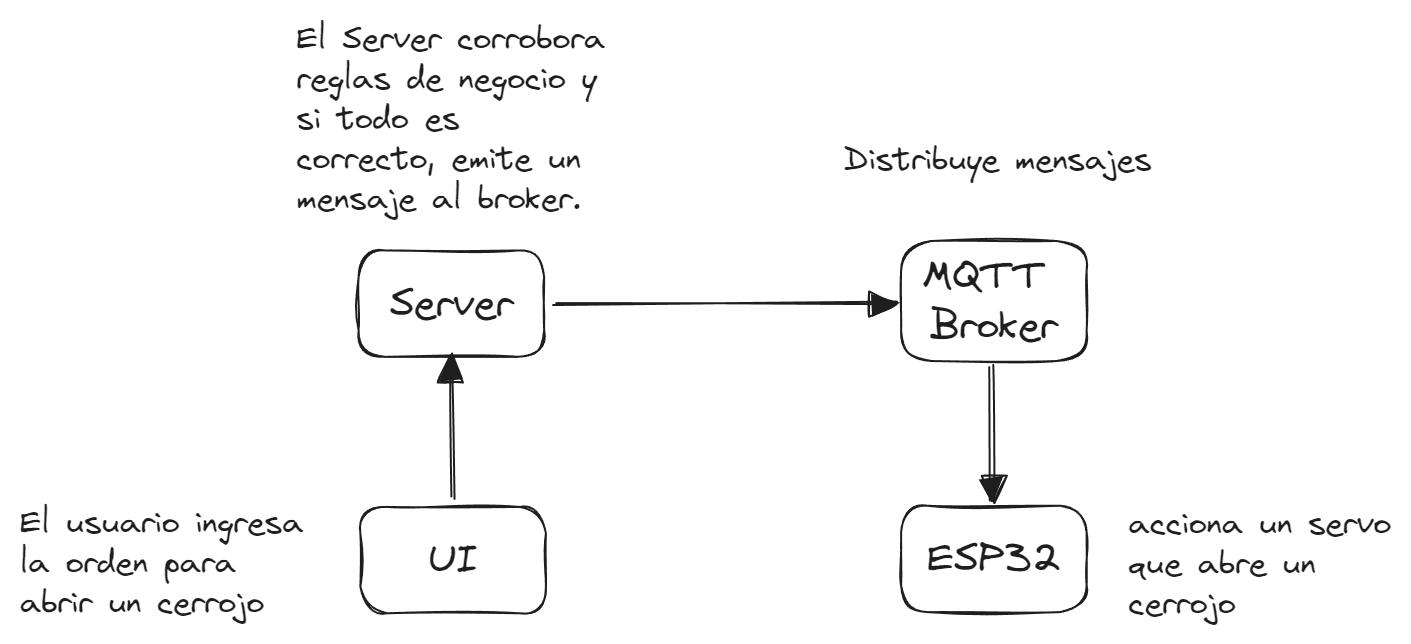 El Server corrobora
reglas de negocio y
si todo es
correcto, emite un
mensaje al broker.
Distribuye mensajes
Server
MQTT
Broker
El usuario ingresa
la orden para
abrir un cerrojo
UI
ESP32
acciona un servo
que abre un
cerrojo